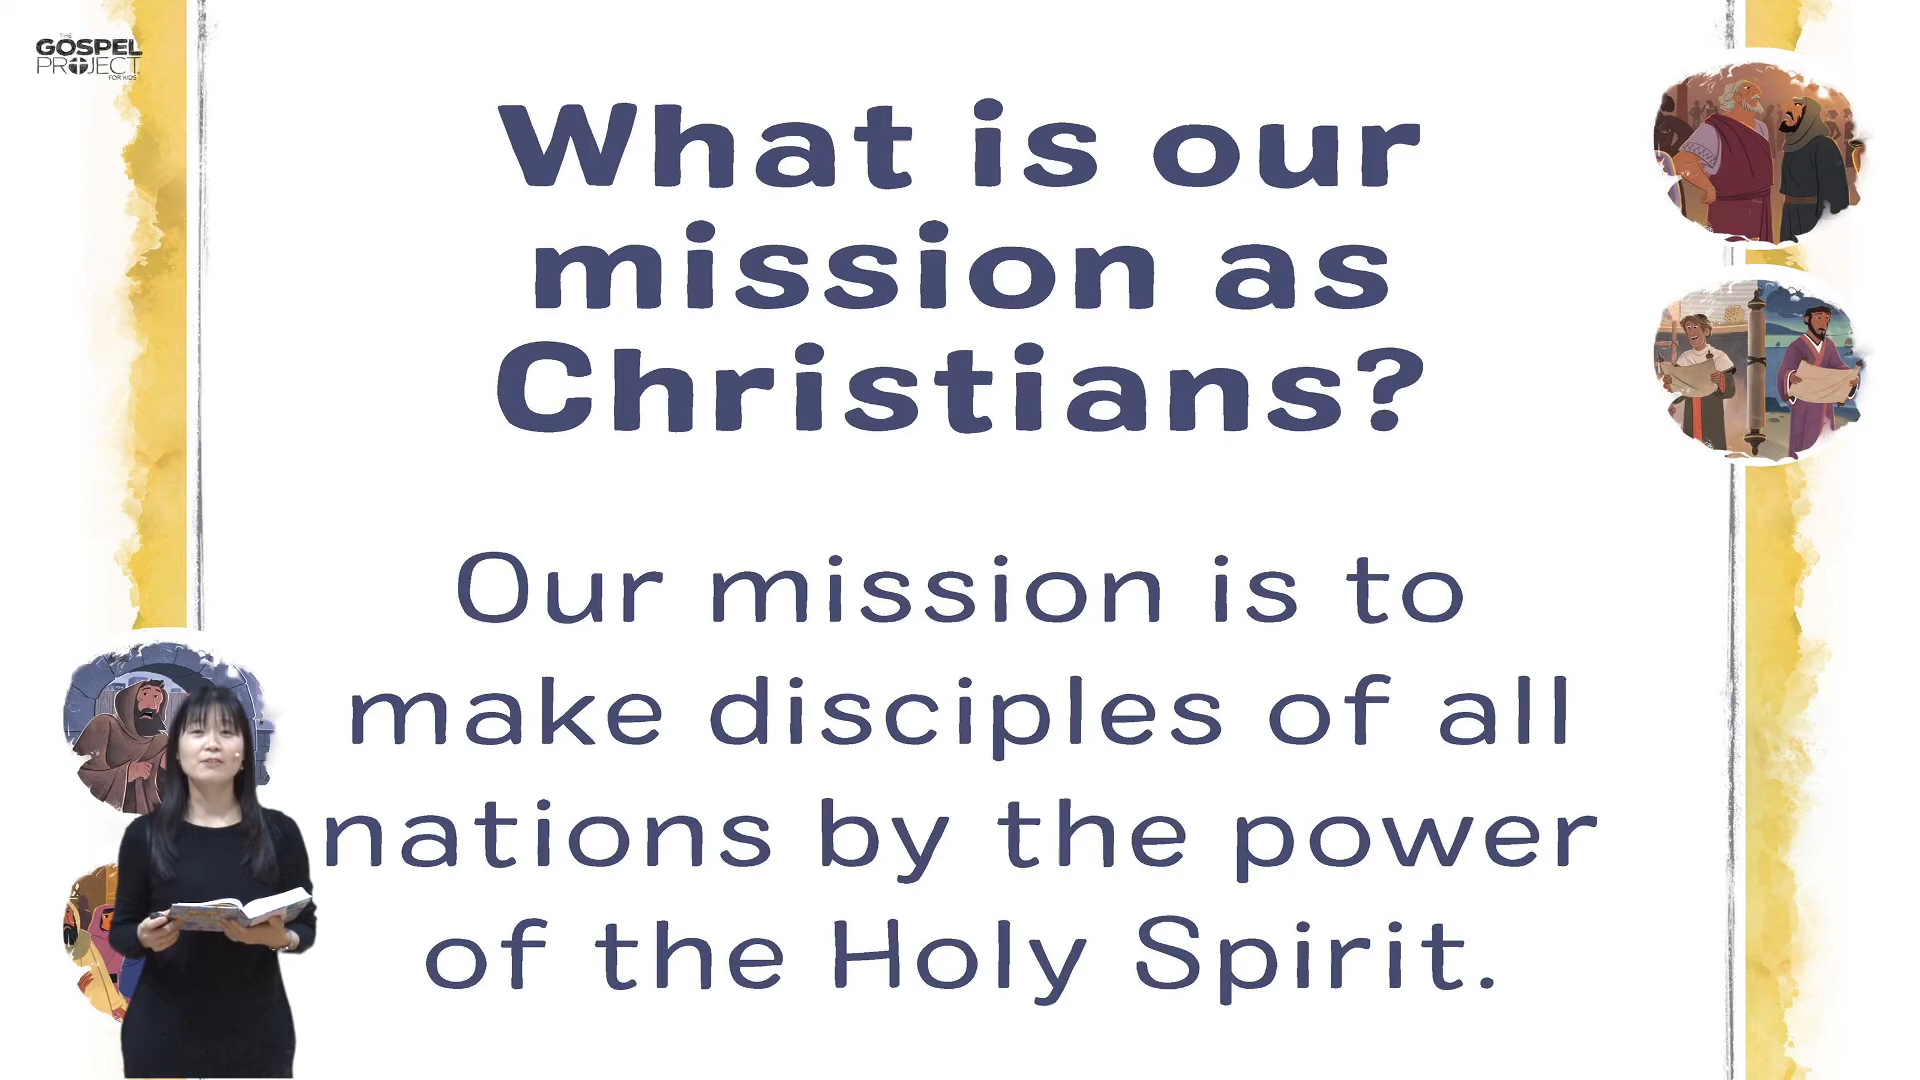 THE
GOSPEL
PROJECT
FOR KIDS
What is our
mission as
Christians?
Our mission is to
make disciples of all
nations by the power
of the Holy Spirit.